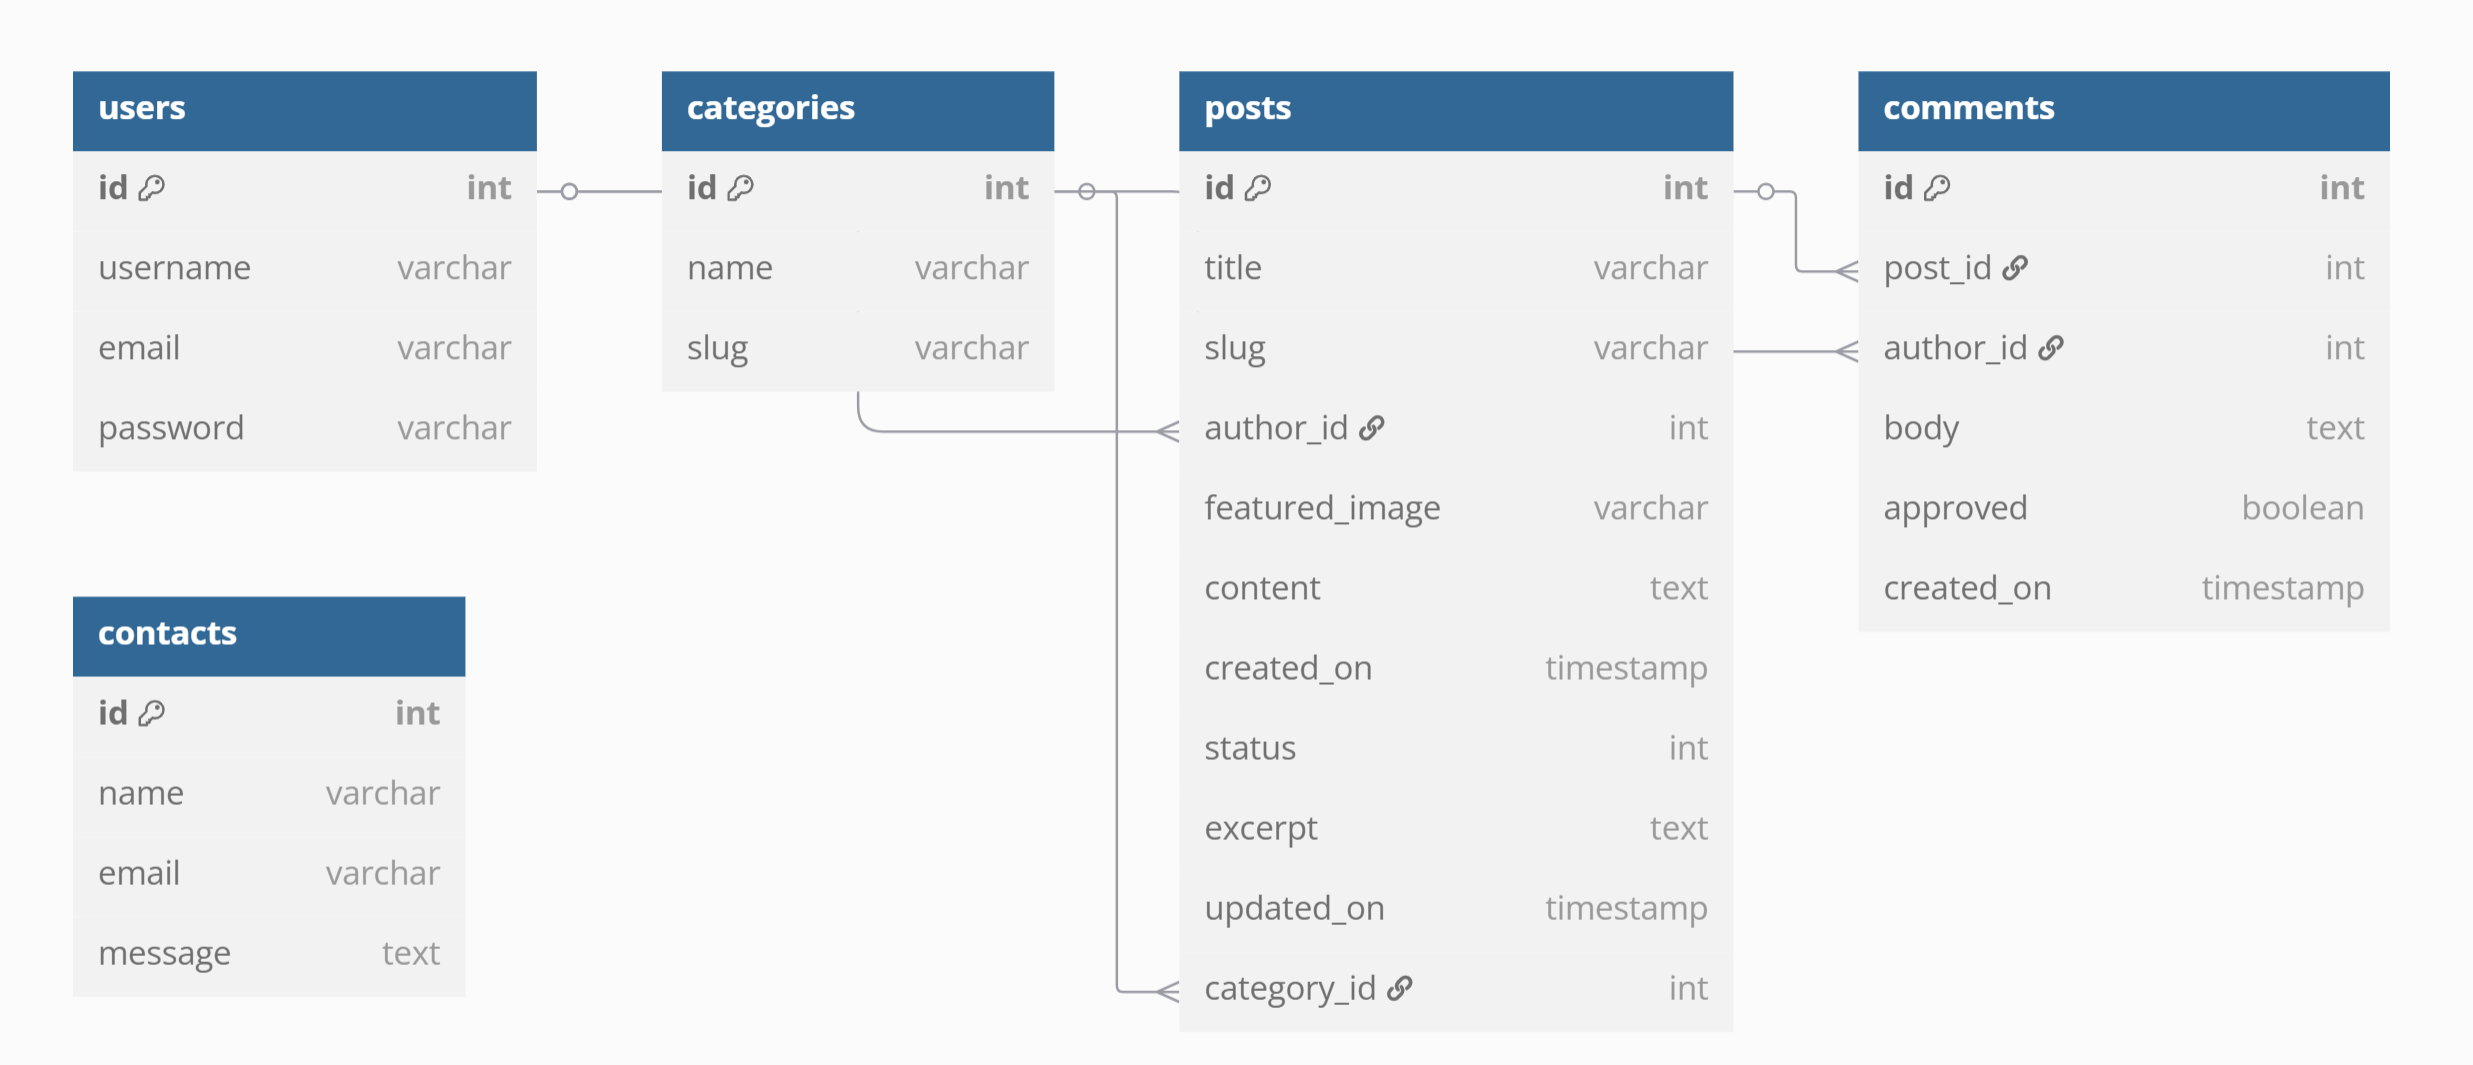 users
id int
username varchar
email varchar
password varchar
categories
id int
name varchar
slug varchar
posts
id int
title varchar
slug varchar
author_id int
featured_image varchar
content text
created_on timestamp
status int
excerpt text
updated_on timestamp
category_id int
comments
id int
post_id int
author_id int
body text
approved boolean
created_on timestamp
contacts
id int
name varchar
email varchar
message text